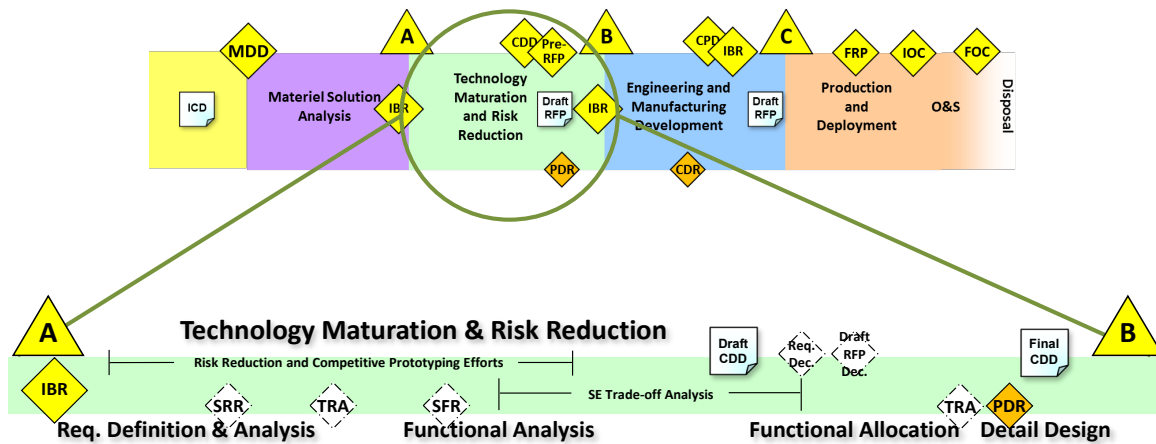 A
B
C
MDD
CDD
Pre-
RFP
CPD
IBR
FRP
IOC
FOC
ICD
Materiel Solution
Analysis
IBR
Technology
Maturation
and Risk
Reduction
Draft
RFP
IBR
Engineering and
Manufacturing
Development
Draft
RFP
Production
and
Deployment
O&S
Disposal
PDR
CDR
A
B
Technology Maturation & Risk Reduction
Risk Reduction and Competitive Prototyping Efforts
Draft
CDD
Req.
Dec.
Draft
RFP
Dec.
Final
CDD
IBR
SRR
TRA
SFR
SE Trade-off Analysis
TRA
PDR
Req. Definition & Analysis
Functional Analysis
Functional Allocation
Detail Design